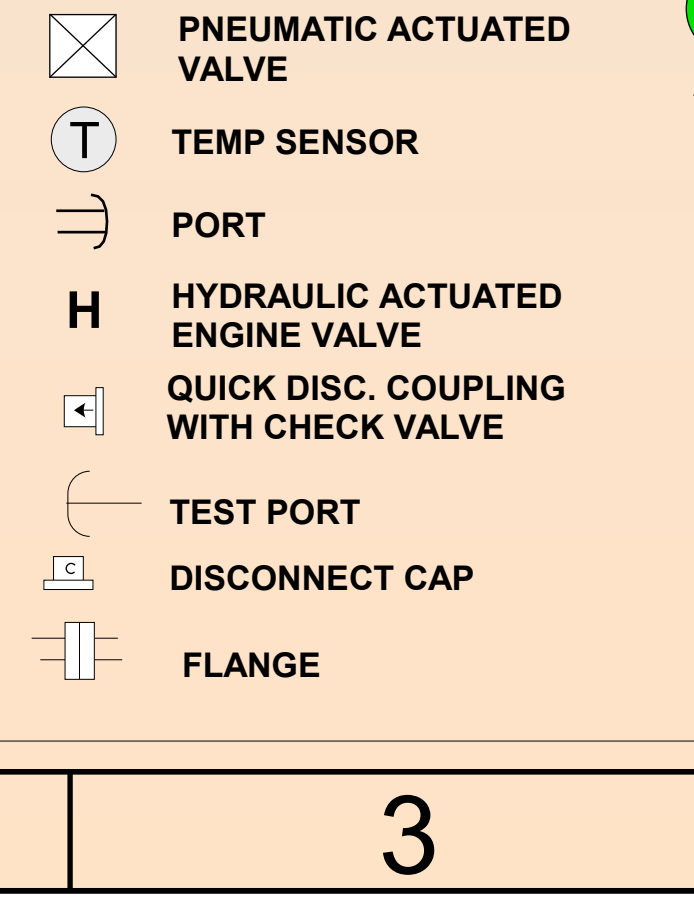 PNEUMATIC ACTUATED
VALVE
T
TEMP SENSOR
PORT
H
HYDRAULIC ACTUATED
ENGINE VALVE
QUICK DISC. COUPLING
WITH CHECK VALVE
TEST PORT
C
DISCONNECT CAP
FLANGE
3